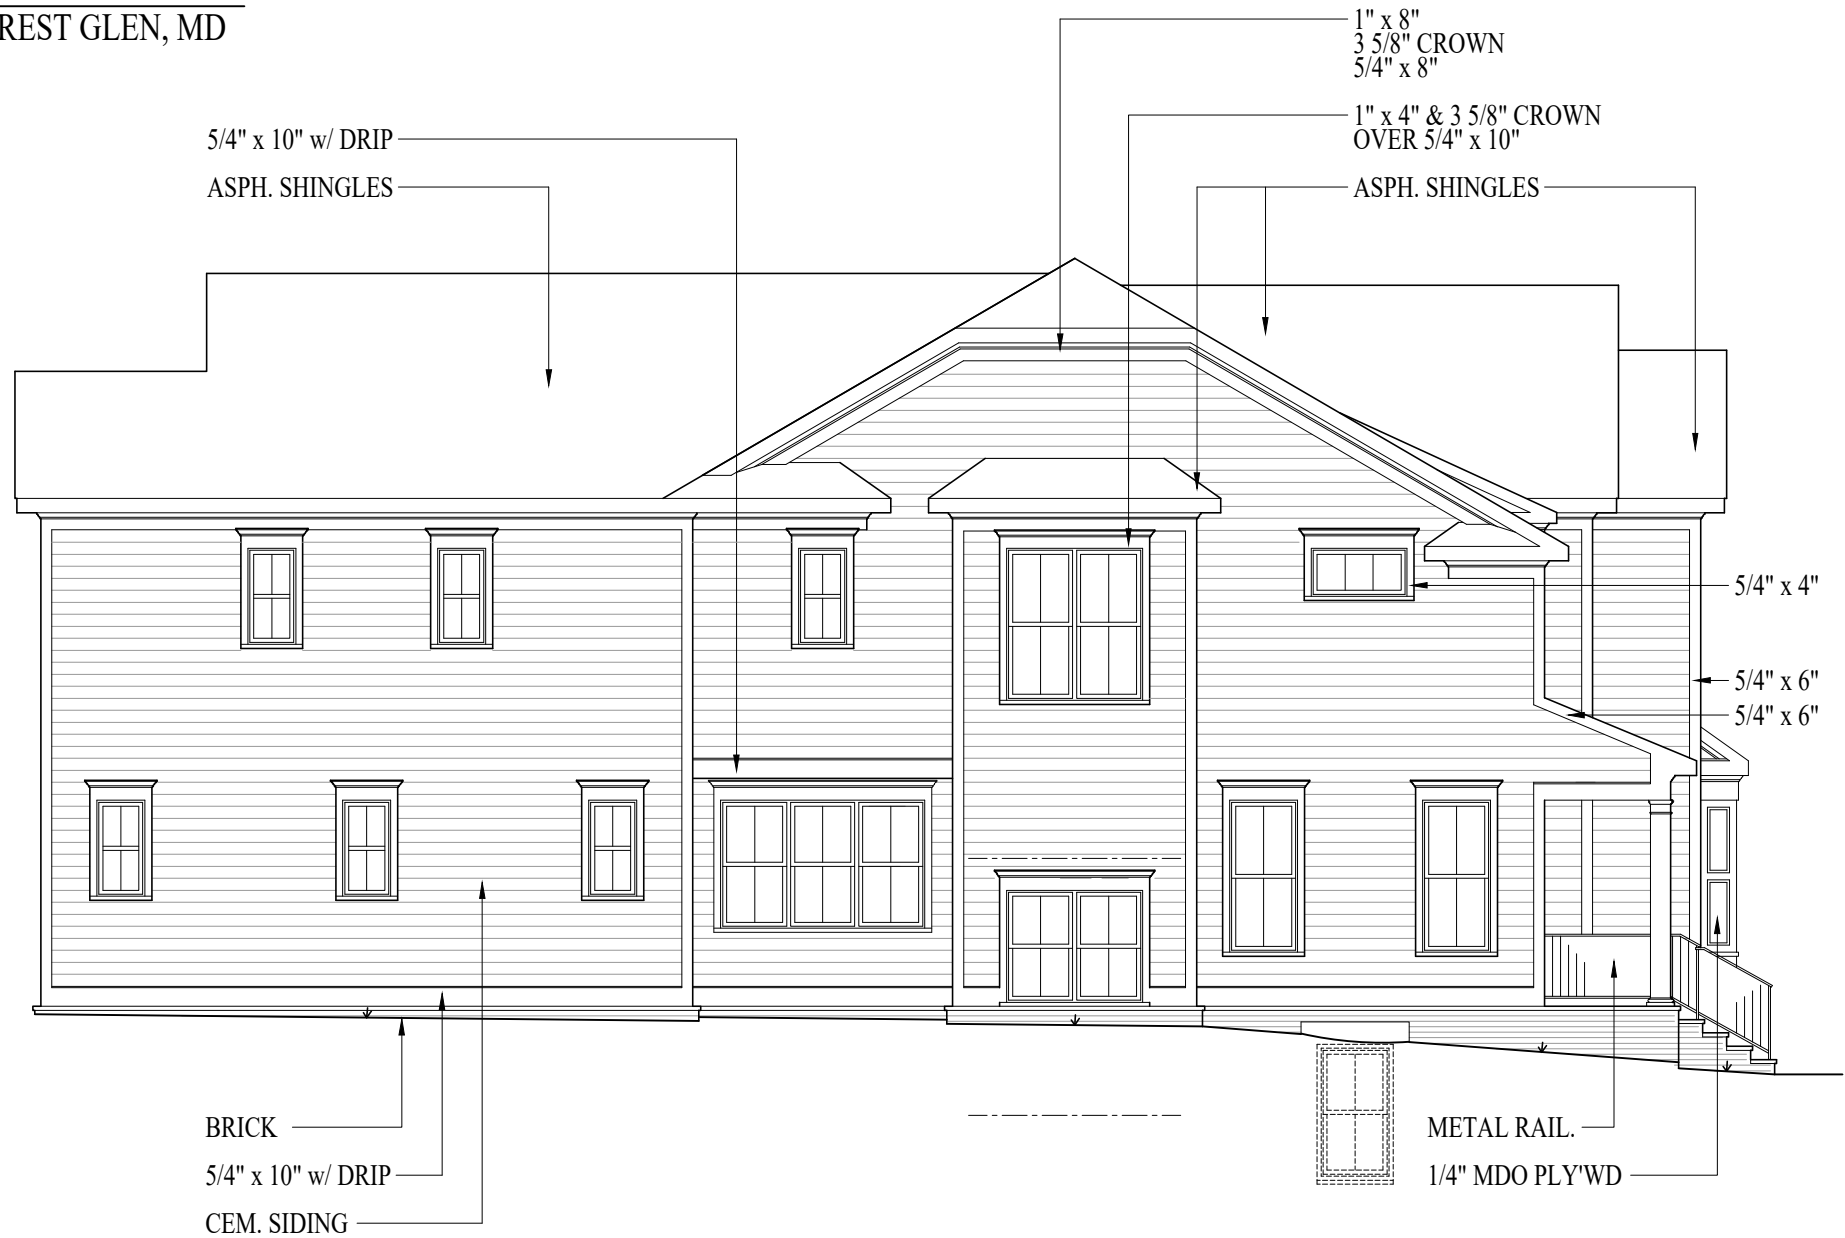 REST GLEN, MD
1" x 8"
3 5/8" CROWN
5/4" x 8"
1" x 4" & 3 5/8" CROWN
OVER 5/4" x 10"
5/4" x 10" w/ DRIP
ASPH. SHINGLES
ASPH. SHINGLES
5/4" x 4"
5/4" x 6"
5/4" x 6"
BRICK
5/4" x 10" w/ DRIP
CEM. SIDING
METAL RAIL.
1/4" MDO PLY'WD